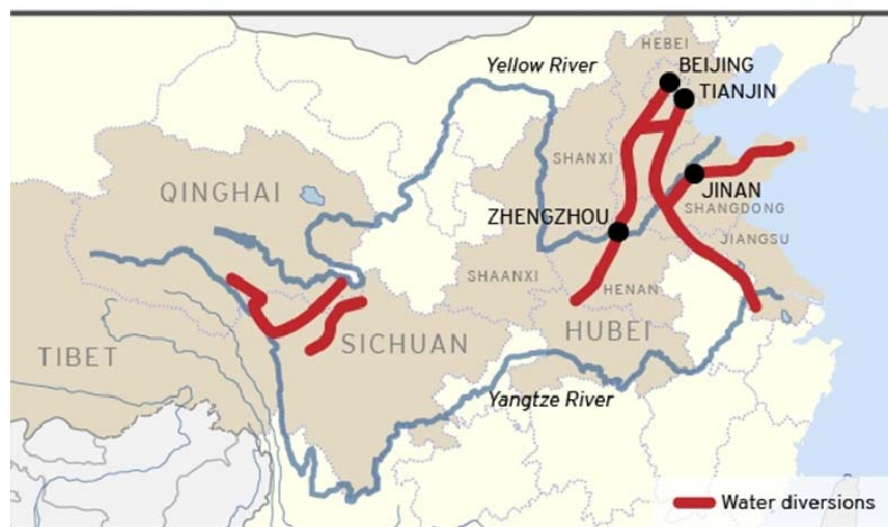 HEBEI
BEIJING
Yellow River
TIANJIN
SHANXI
QINGHAI
JINAN
SHANGDONG
ZHENGZHOU
JIANGSU
SHAANXI
HENAN
HUBEI
SICHUAN
TIBET
Yangtze River
Water diversions